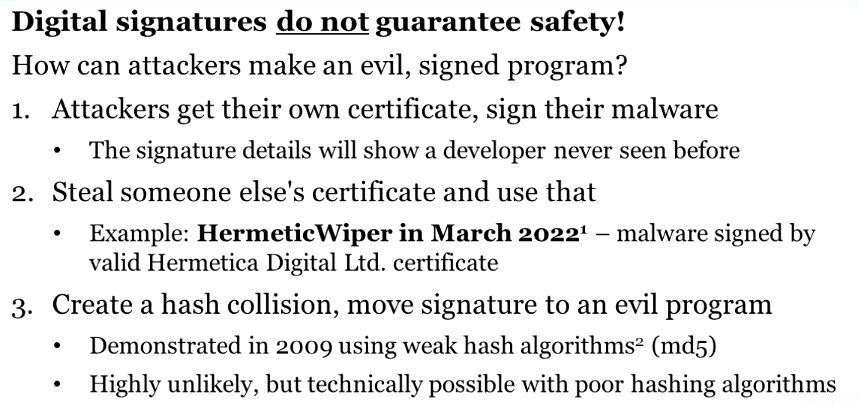 Digital signatures do not guarantee safety!
How can attackers make an evil, signed program?
1. Attackers get their own certificate, sign their malware
• The signature details will show a developer never seen before
2. Steal someone else's certificate and use that
• Example: HermeticWiper in March 2022¹ – malware signed by
valid Hermetica Digital Ltd. certificate
3. Create a hash collision, move signature to an evil program
• Demonstrated in 2009 using weak hash algorithms² (md5)
• Highly unlikely, but technically possible with poor hashing algorithms